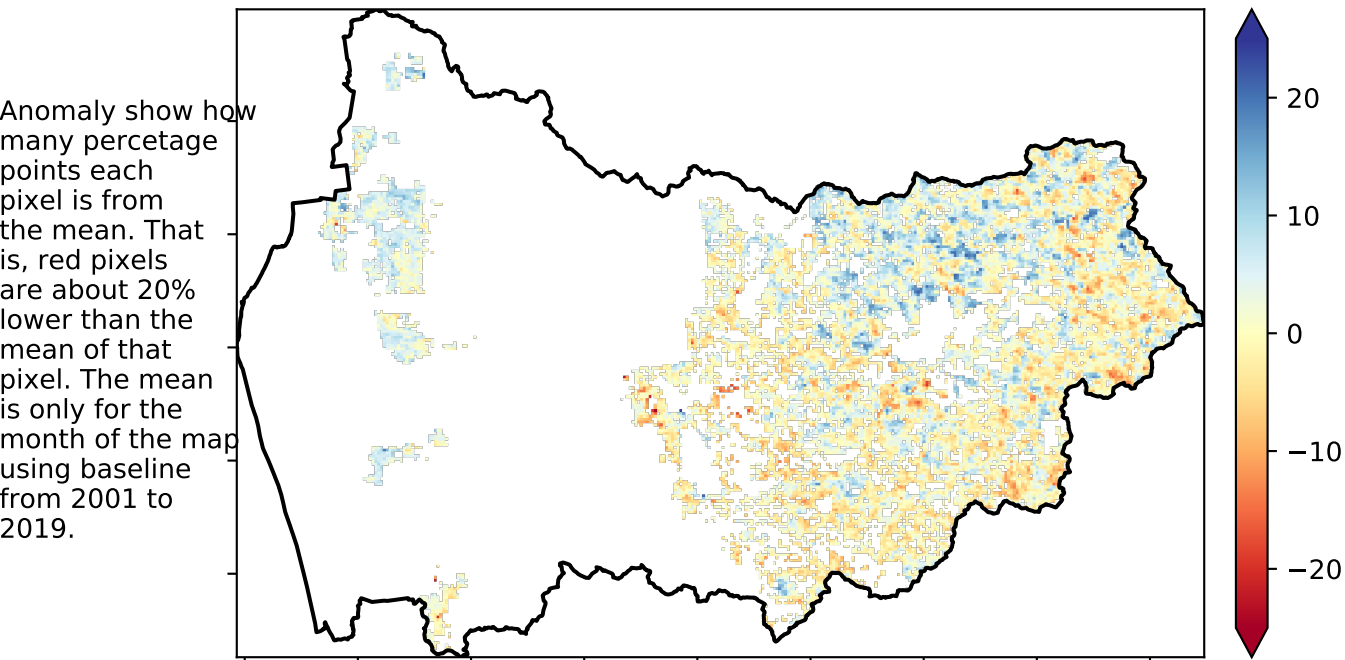 Anomaly show how
many percetage
points each
pixel is from
the mean. That
is, red pixels
are about 20%
lower than the
mean of that
pixel. The mean
is only for the
month of the map
using baseline
from 2001 to
2019.
20
10
0
−10
−20